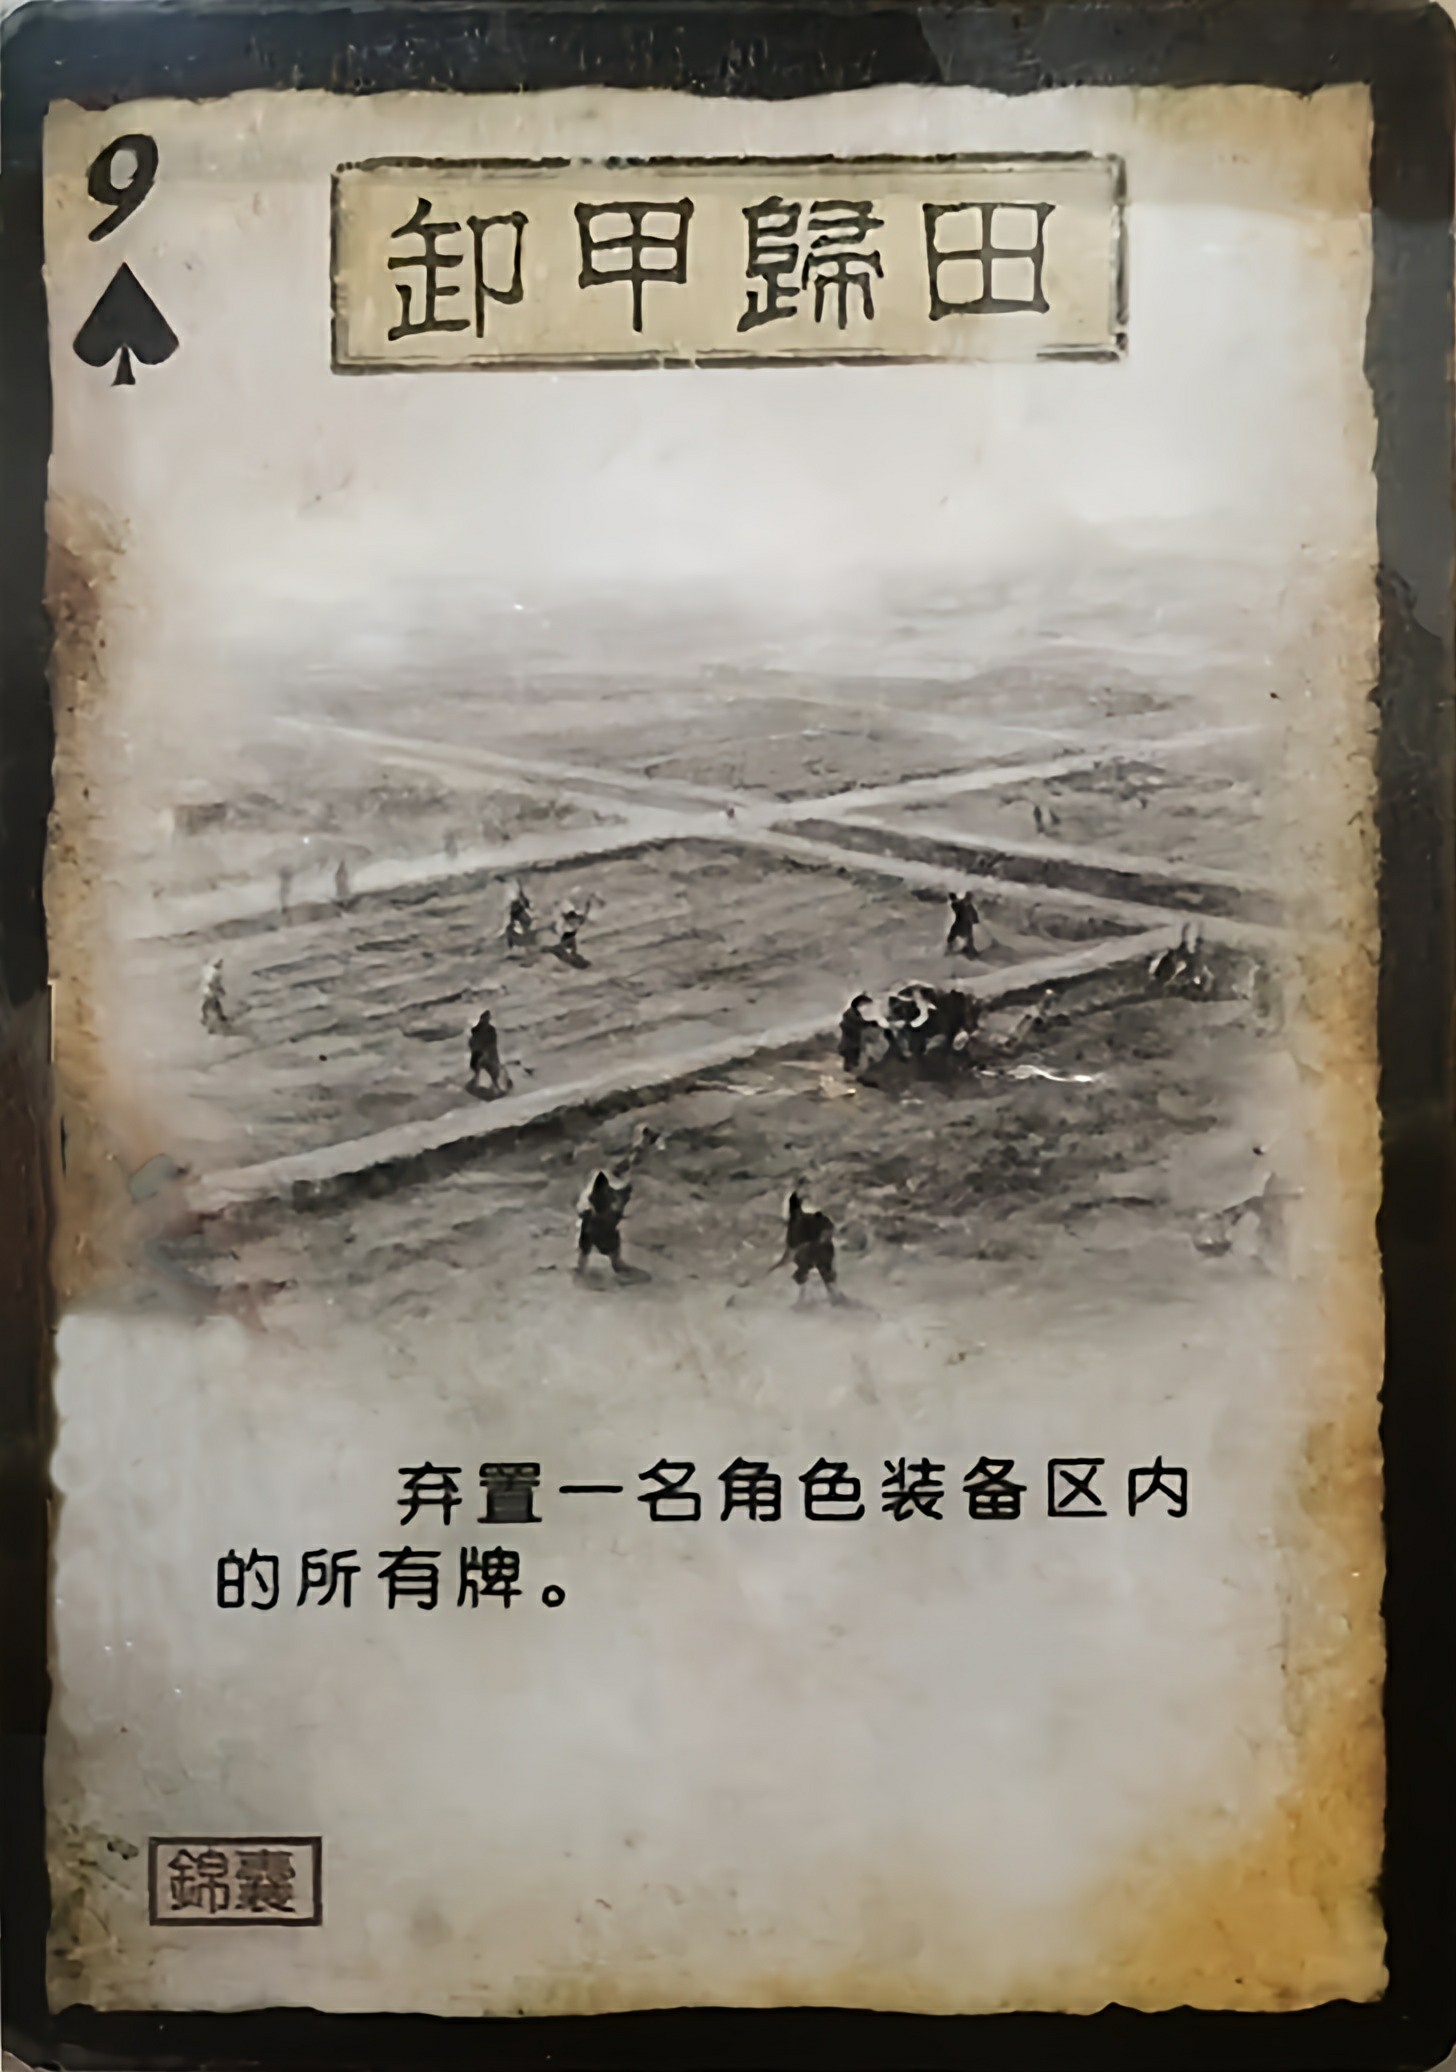 9
卸甲歸田
弃置一名角色装备区内
的所有牌。
錦囊